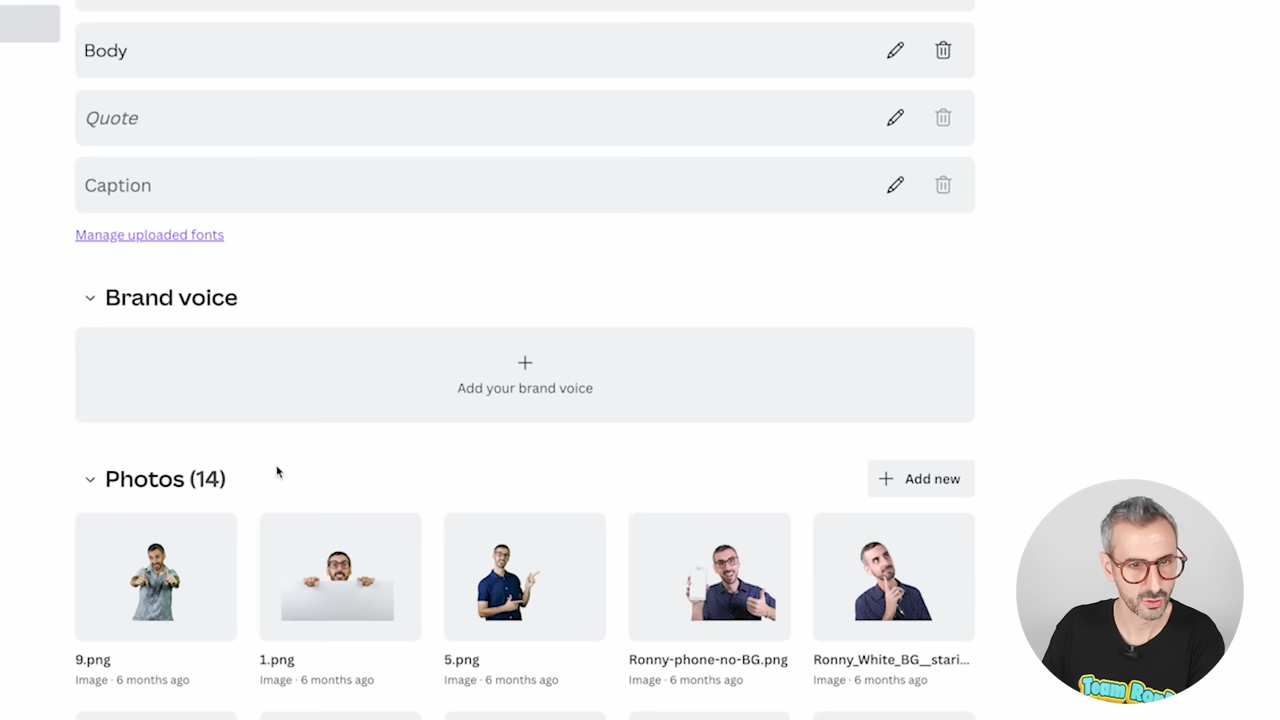 Body
Quote
Caption
Manage uploaded fonts
Brand voice
Add your brand voice
Photos (14)
Add new
9.png
1.png
5.png
Ronny-phone-no-BG.png
Ronny_White_BG__stari...
Image · 6 months ago
Image · 6 months ago
Image · 6 months ago
Image · 6 months ago
Image · 6 months ago
Team